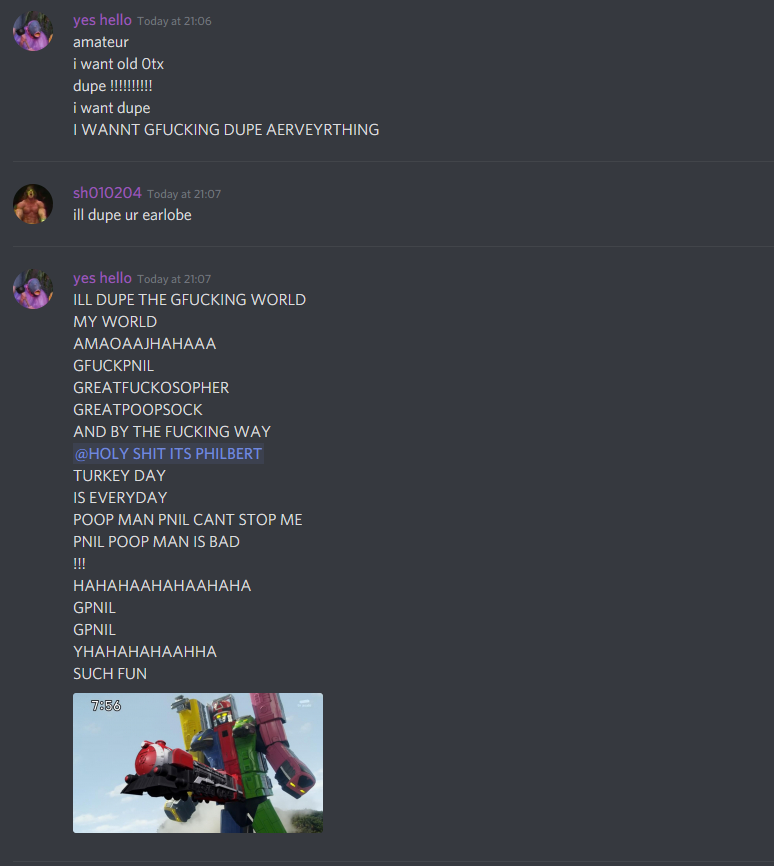 yes hello Today at 21:06
amateur
i want old 0tx
dupe !!!!!!!!!!
i want dupe
I WANNT GFUCKING DUPE AERVEYRTHING
sh010204 Today at 21:07
ill dupe ur earlobe
yes hello Today at 21:07
ILL DUPE THE GFUCKING WORLD
MY WORLD
AMAOAAJHAHAAA
GFUCKPNIL
GREATFUCKOSOPHER
GREATPOOPSOCK
AND BY THE FUCKING WAY
@HOLY SHIT ITS PHILBERT
TURKEY DAY
IS EVERYDAY
POOP MAN PNIL CANT STOP ME
PNIL POOP MAN IS BAD
!!!
HAHAHAAHAHAAHAHA
GPNIL
GPNIL
YHAHAHAHAAHHA
SUCH FUN
7:56